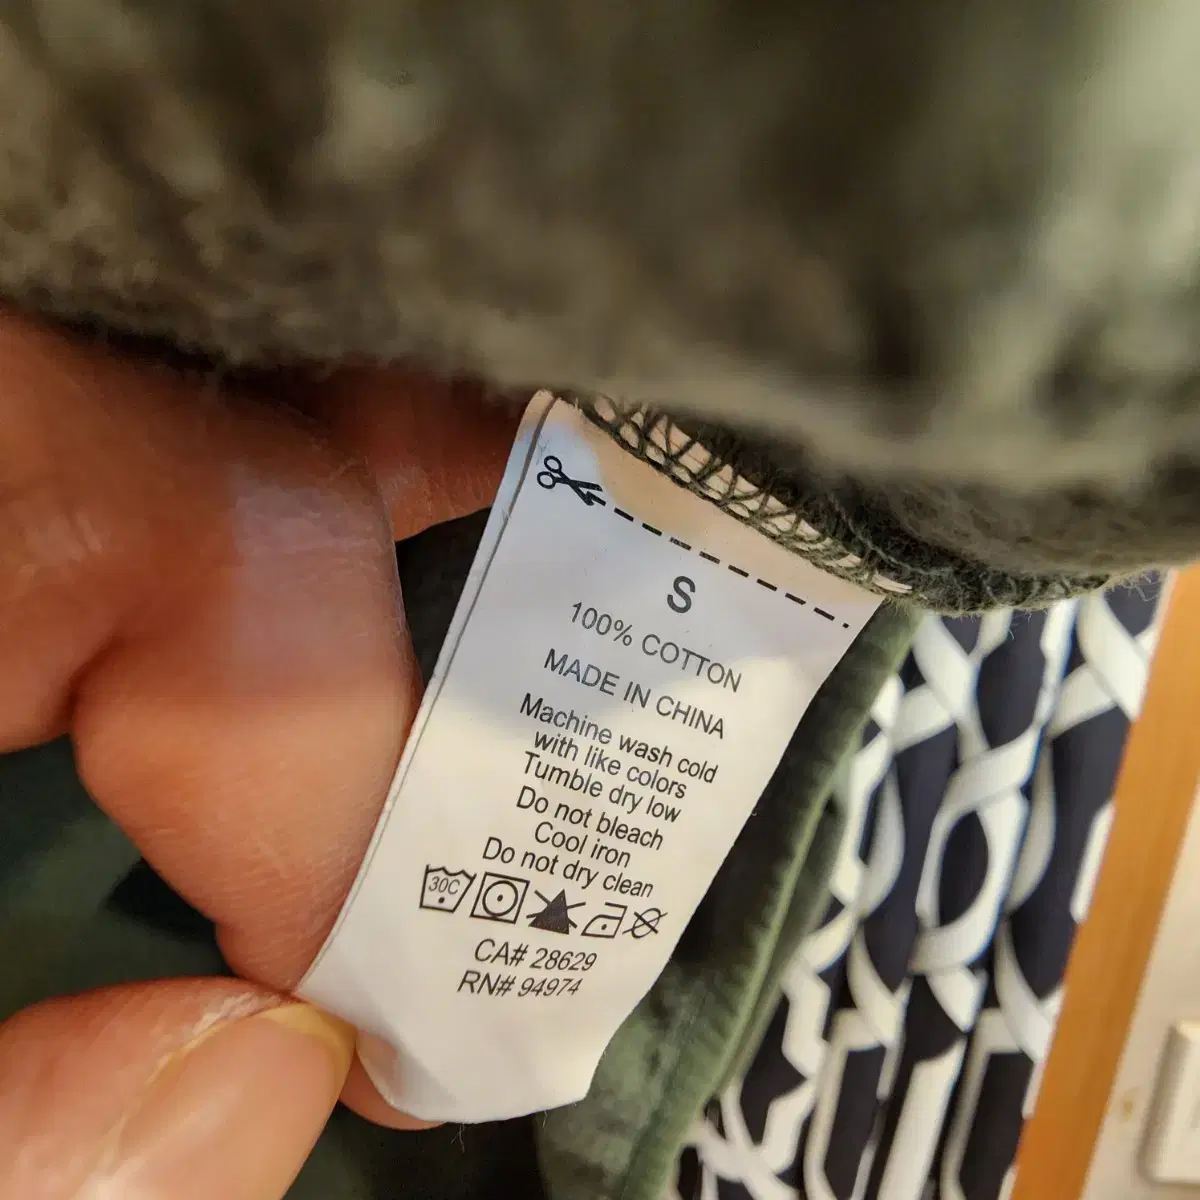 S
100% COTTON
MADE IN CHINA
Machine wash cold
with like colors
Tumble dry low
Do not bleach
Cool iron
Do not dry clean
30C
CA# 28629
RN# 94974